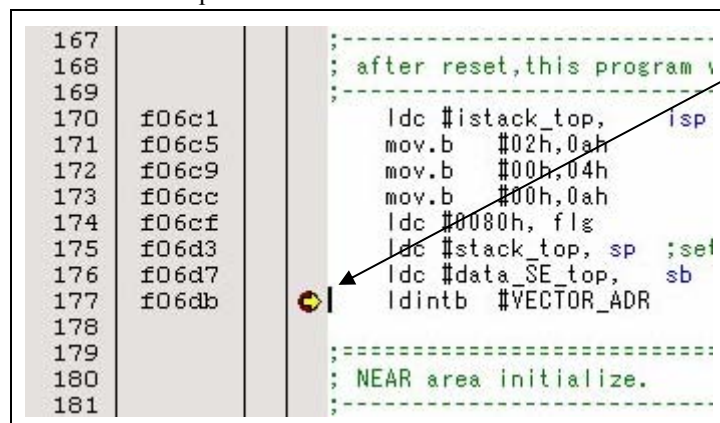 167 ;-----------------------------
168 ; after reset,this program
169 ;-----------------------------
170 f06c1 ldc #istack_top, isp
171 f06c5 mov.b #02h,0ah
172 f06c9 mov.b #00h,04h
173 f06cc mov.b #00h,0ah
174 f06cf ldc #0080h, flg
175 f06d3 ldc #stack_top, sp ;set
176 f06d7 ldc #data_SE_top, sb
177 f06db ldintb #VECTOR_ADR
178
179 ;=============================
180 ; NEAR area initialize.
181 ;-----------------------------